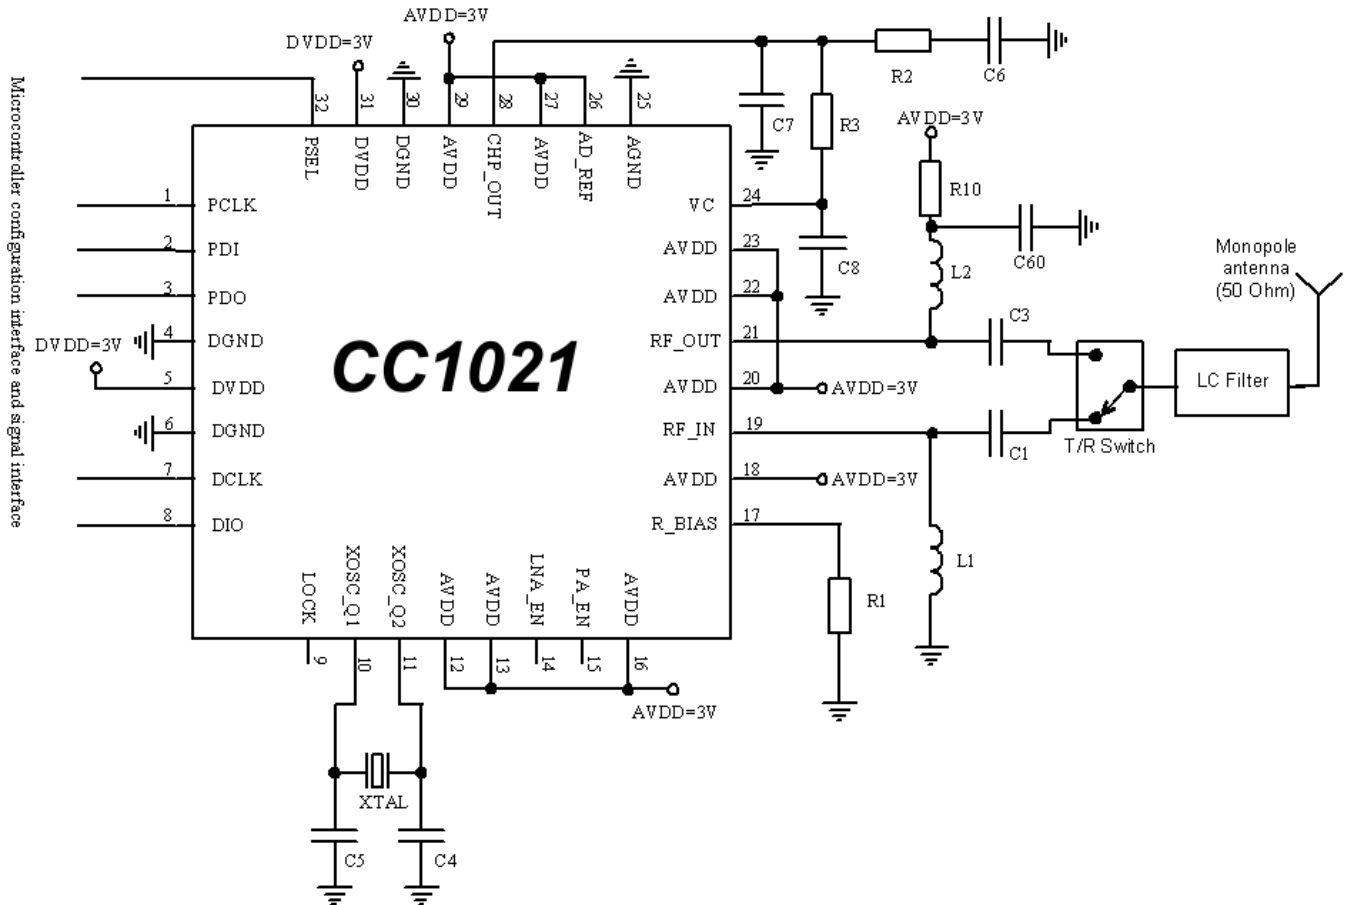 AVDD=3V
DVDD=3V
R2
C6
32
31
30
29
28
27
26
25
C7
R3
AVDD=3V
PSEL
DVDD
DGND
AVDD
CHP_OUT
AVDD
AD_REF
AGND
R10
Microcontroller configuration interface and signal interface
1
PCLK
VC
24
2
PDI
AVDD
23
C8
C60
L2
Monopole
antenna
(50 Ohm)
3
PDO
AVDD
22
4
DGND
RF_OUT
21
C3
DVDD=3V
CC1021
5
DVDD
AVDD
20
AVDD=3V
LC Filter
6
DGND
RF_IN
19
C1
T/R Switch
7
DCLK
AVDD
18
AVDD=3V
8
DIO
R_BIAS
17
L1
LOCK
XOSC_Q1
XOSC_Q2
AVDD
AVDD
LNA_EN
PA_EN
AVDD
R1
9
10
11
12
13
14
15
16
AVDD=3V
XTAL
C5
C4